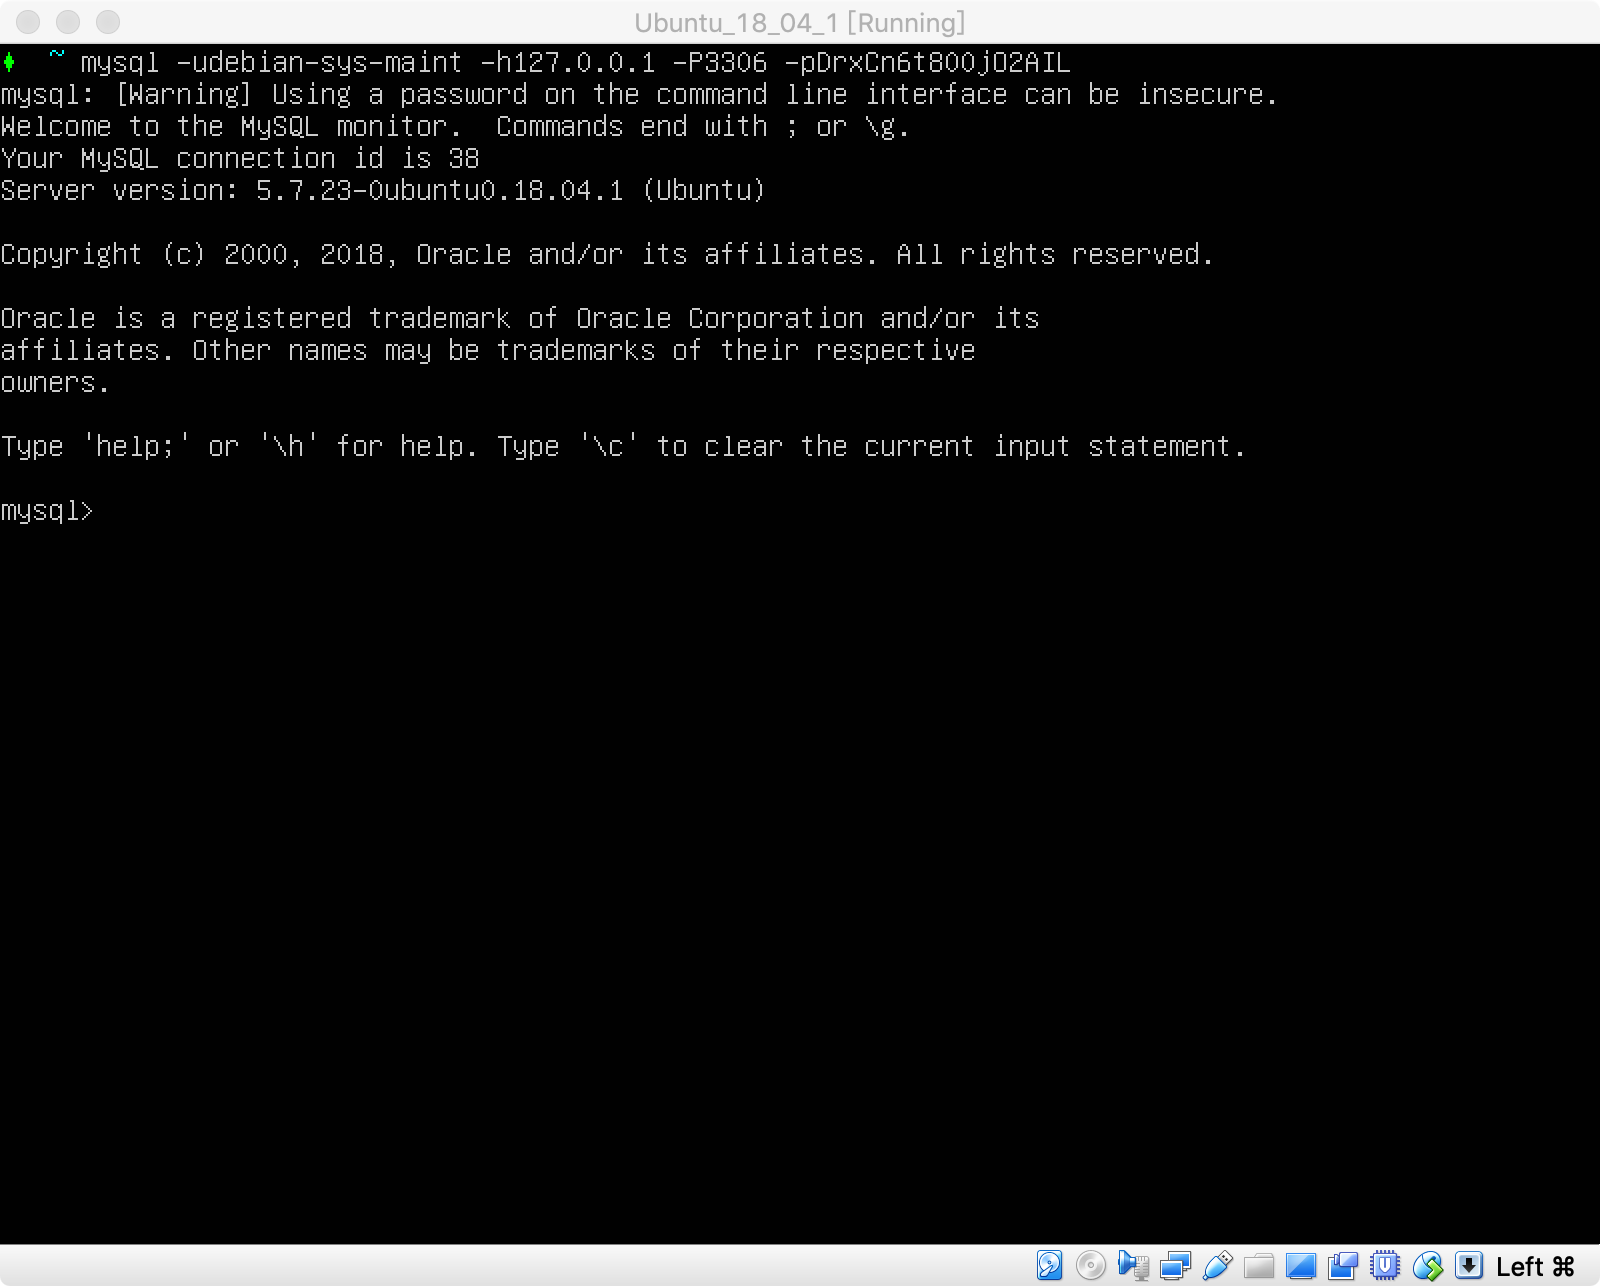 Ubuntu_18_04_1 [Running]
~ mysql -udebian-sys-maint -h127.0.0.1 -P3306 -pDrxCn6t800jO2AIL
mysql: [Warning] Using a password on the command line interface can be insecure.
Welcome to the MySQL monitor.  Commands end with ; or \g.
Your MySQL connection id is 38
Server version: 5.7.23-0ubuntu0.18.04.1 (Ubuntu)
Copyright (c) 2000, 2018, Oracle and/or its affiliates. All rights reserved.
Oracle is a registered trademark of Oracle Corporation and/or its
affiliates. Other names may be trademarks of their respective
owners.
Type 'help;' or '\h' for help. Type '\c' to clear the current input statement.
mysql>
Left ⌘